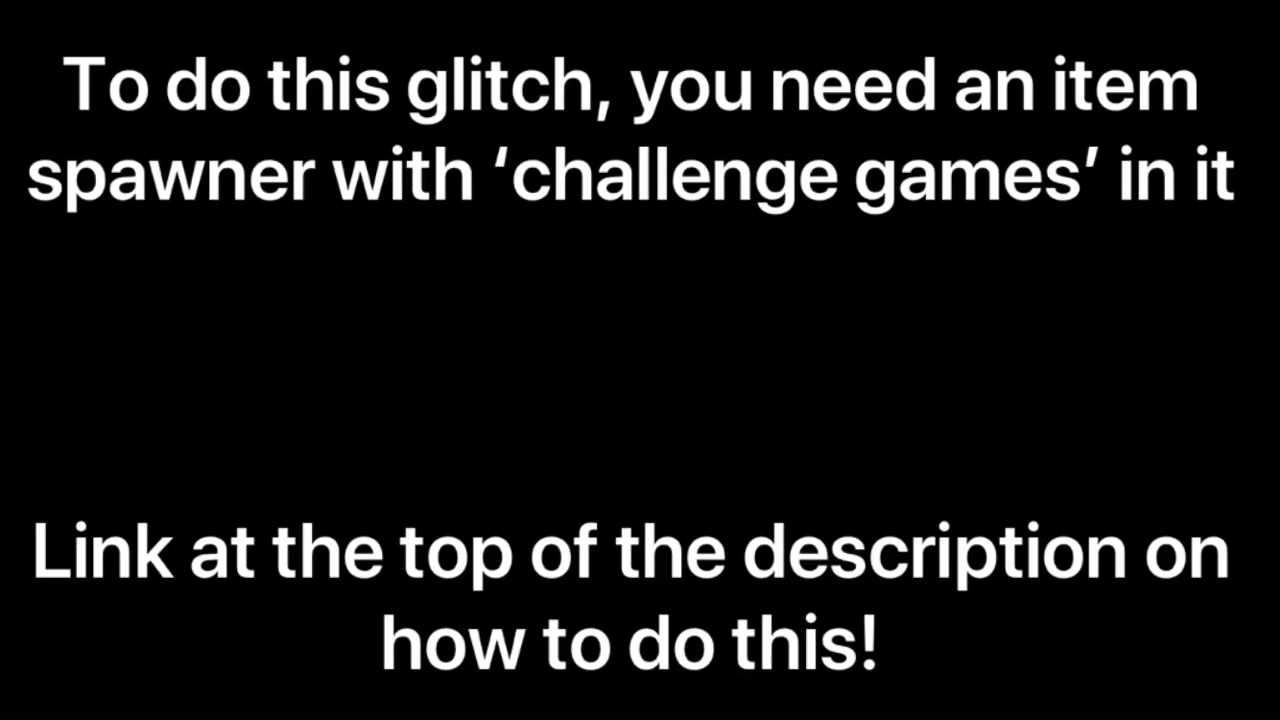 To do this glitch, you need an item
spawner with ‘challenge games’ in it
Link at the top of the description on
how to do this!